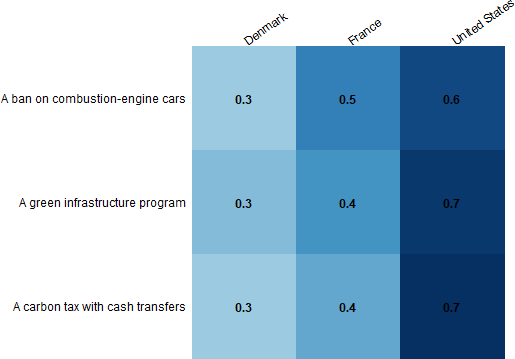 Denmark France United States
A ban on combustion-engine cars 0.3 0.5 0.6
A green infrastructure program 0.3 0.4 0.7
A carbon tax with cash transfers 0.3 0.4 0.7